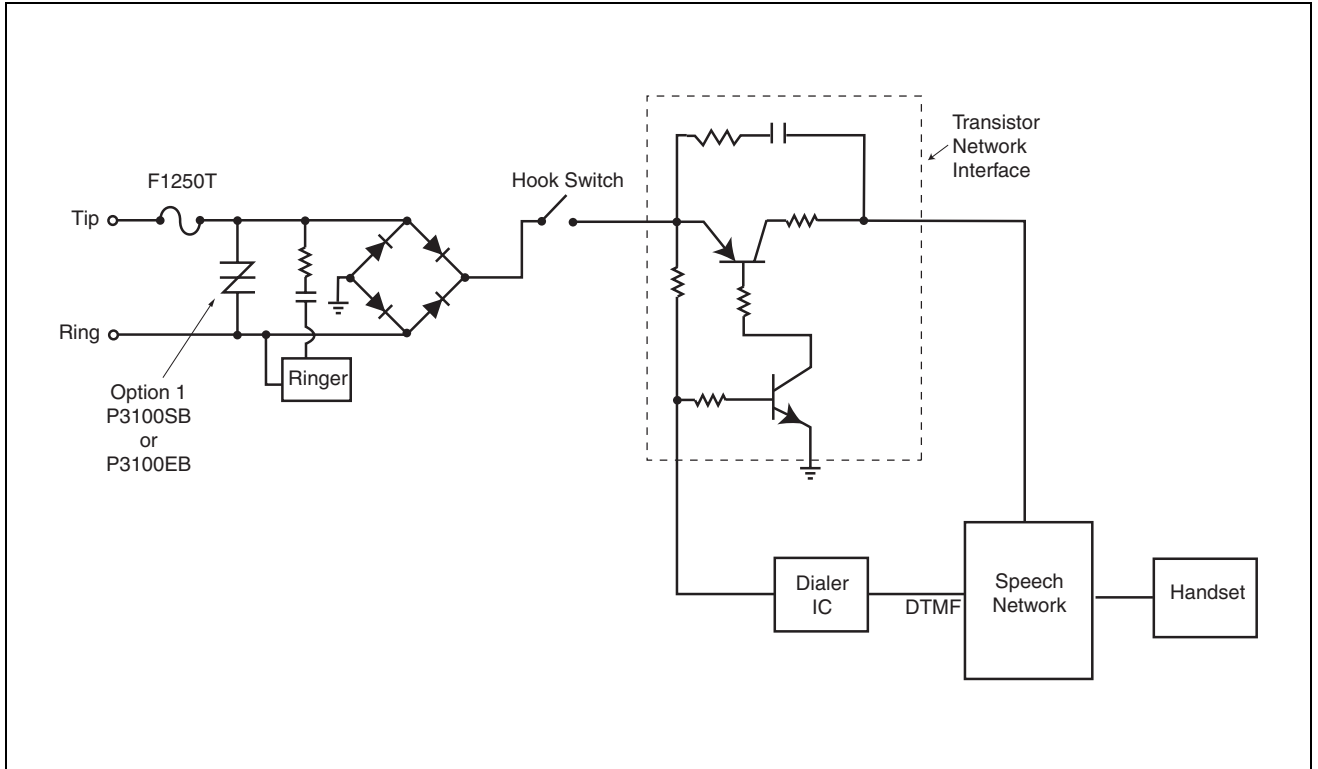 F1250T
Tip
Ring
Option 1
P3100SB
or
P3100EB
Ringer
Hook Switch
Transistor
Network
Interface
Dialer
IC
DTMF
Speech
Network
Handset